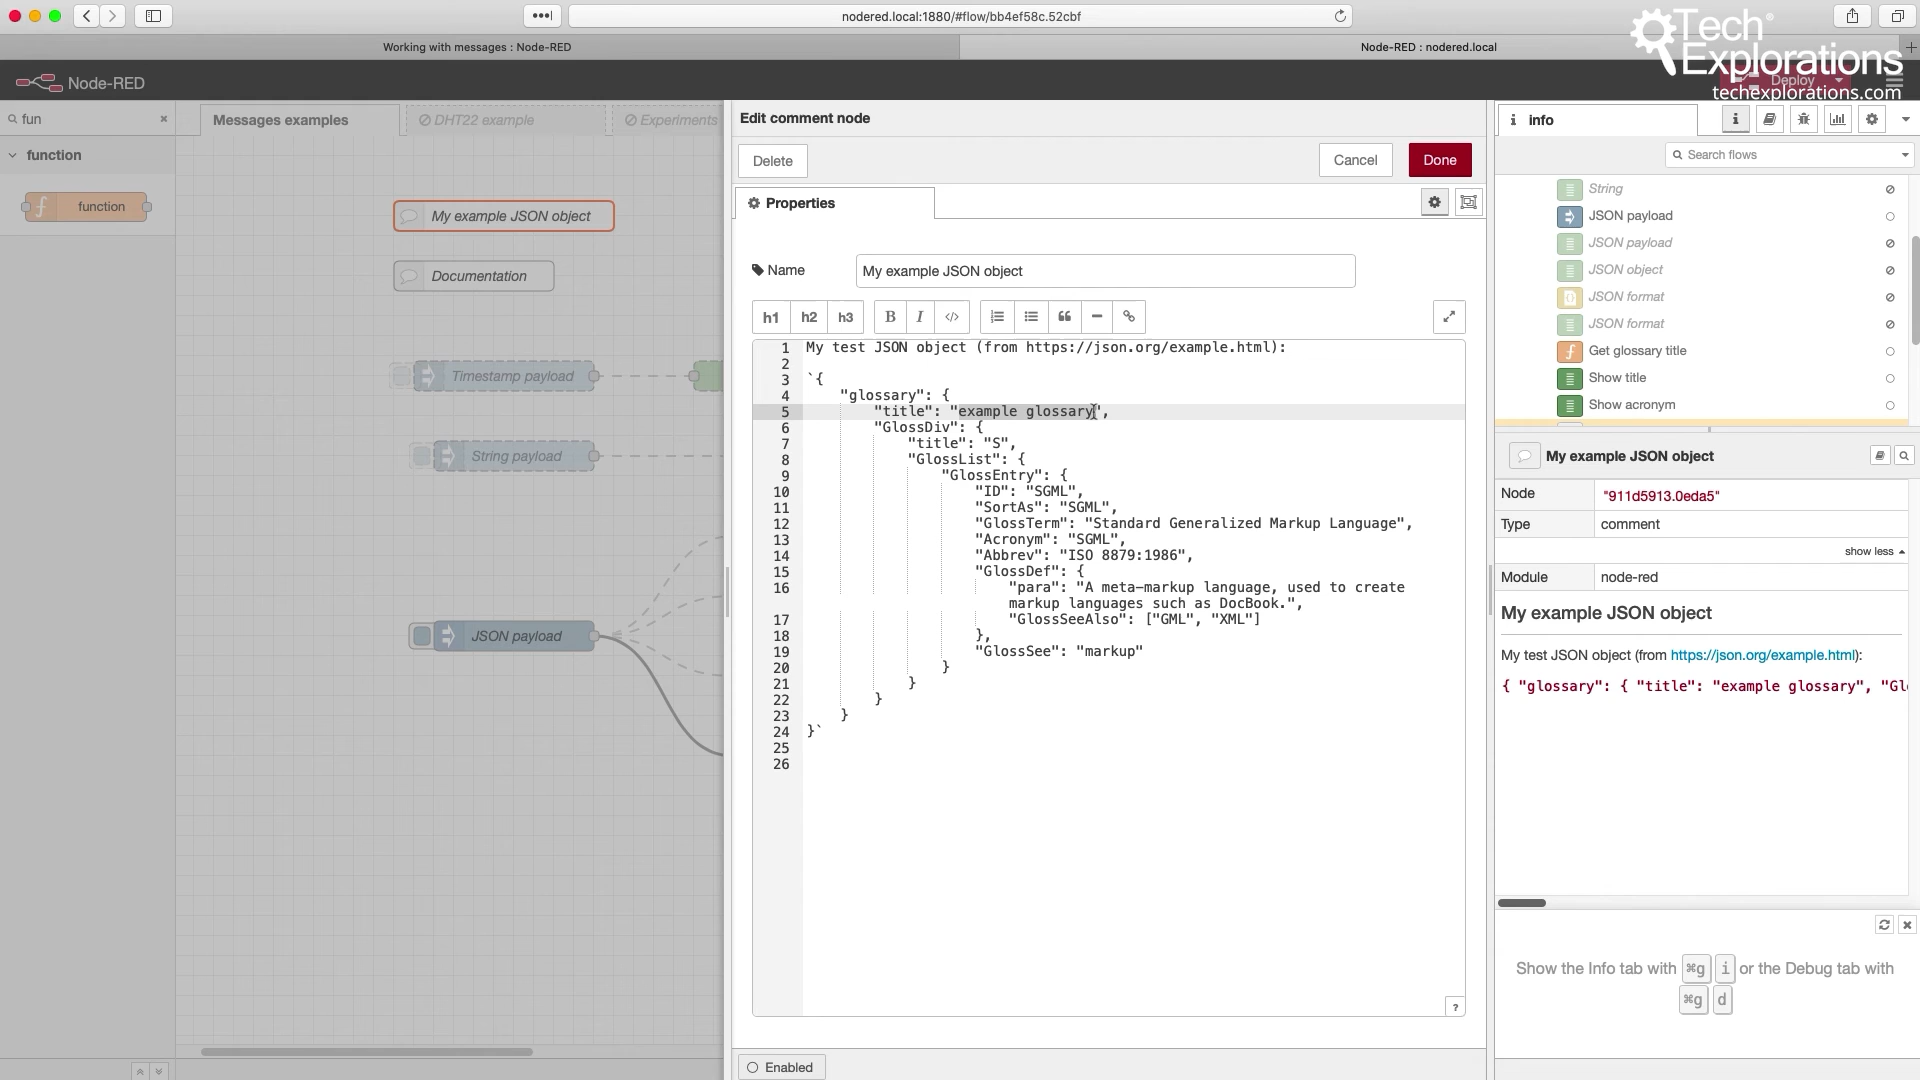 nodered.local:1880/#flow/bb4ef58c.52cbf
Working with messages : Node-RED
Node-RED : nodered.local
Tech Explorations
techexplorations.com
Node-RED
Deploy
fun
function
function
Messages examples
DHT22 example
Experiments
My example JSON object
Documentation
Timestamp payload
String payload
JSON payload
Edit comment node
Delete
Cancel
Done
Properties
Name
My example JSON object
h1 h2 h3 B I </>
1 My test JSON object (from https://json.org/example.html):
2
3 `{
4 "glossary": {
5 "title": "example glossary",
6 "GlossDiv": {
7 "title": "S",
8 "GlossList": {
9 "GlossEntry": {
10 "ID": "SGML",
11 "SortAs": "SGML",
12 "GlossTerm": "Standard Generalized Markup Language",
13 "Acronym": "SGML",
14 "Abbrev": "ISO 8879:1986",
15 "GlossDef": {
16 "para": "A meta-markup language, used to create
markup languages such as DocBook.",
17 "GlossSeeAlso": ["GML", "XML"]
18 },
19 "GlossSee": "markup"
20 }
21 }
22 }
23 }
24 }`
25
26
?
Enabled
i info
Search flows
String
JSON payload
JSON payload
JSON object
JSON format
JSON format
Get glossary title
Show title
Show acronym
My example JSON object
Node "911d5913.0eda5"
Type comment
show less
Module node-red
My example JSON object
My test JSON object (from https://json.org/example.html):
{ "glossary": { "title": "example glossary", "Gl
Show the Info tab with ⌘g i or the Debug tab with
⌘g d